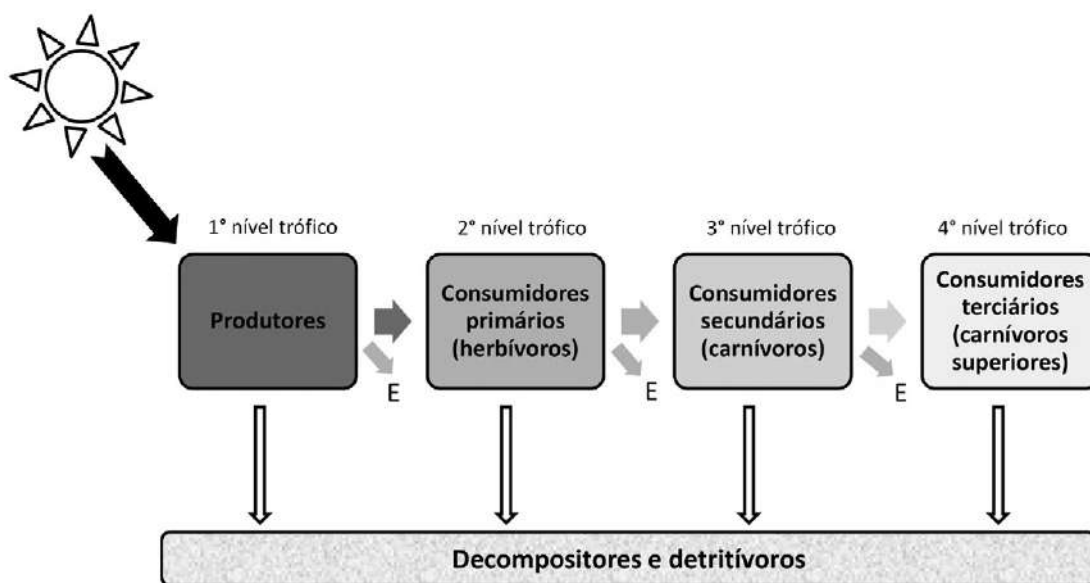 1° nível trófico
2° nível trófico
3° nível trófico
4° nível trófico
Produtores
Consumidores
primários
(herbívoros)
Consumidores
secundários
(carnívoros)
Consumidores
terciários
(carnívoros
superiores)
E
E
E
Decompositores e detritívoros